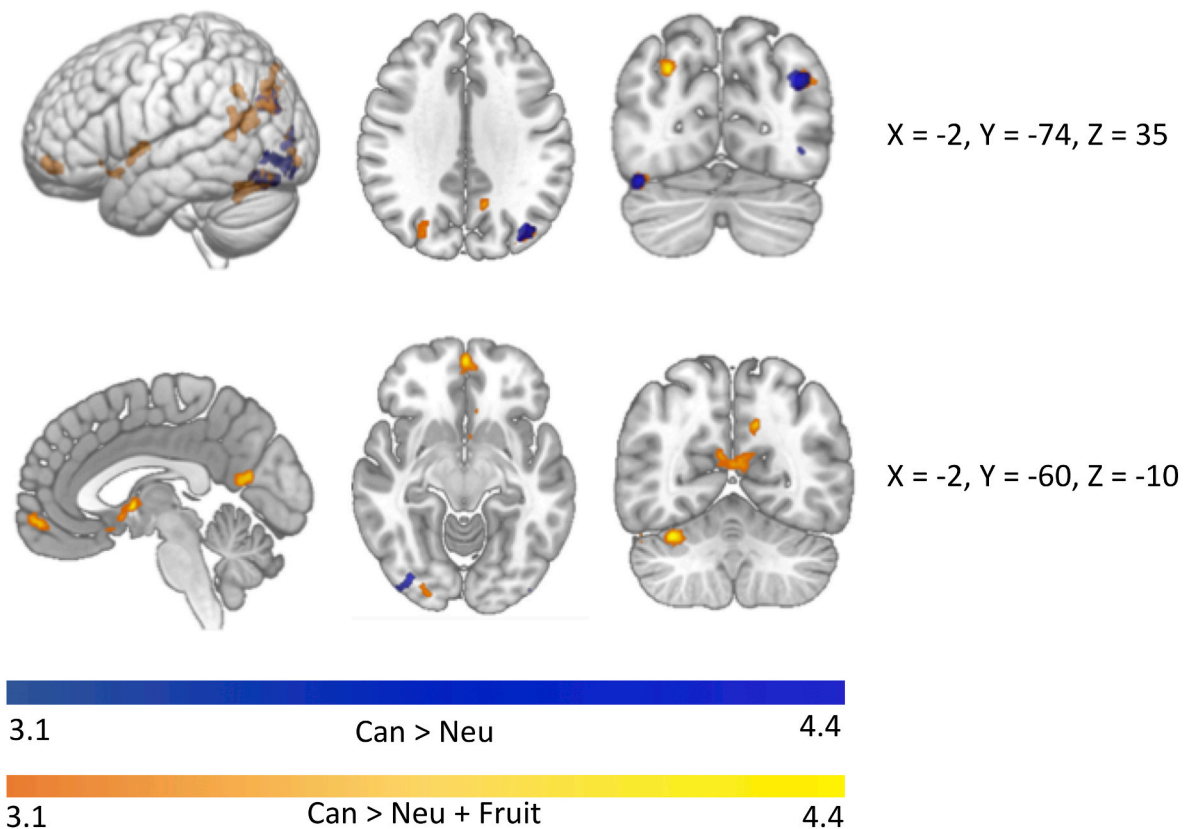 X = -2, Y = -74, Z = 35
X = -2, Y = -60, Z = -10
3.1 Can > Neu 4.4
3.1 Can > Neu + Fruit 4.4